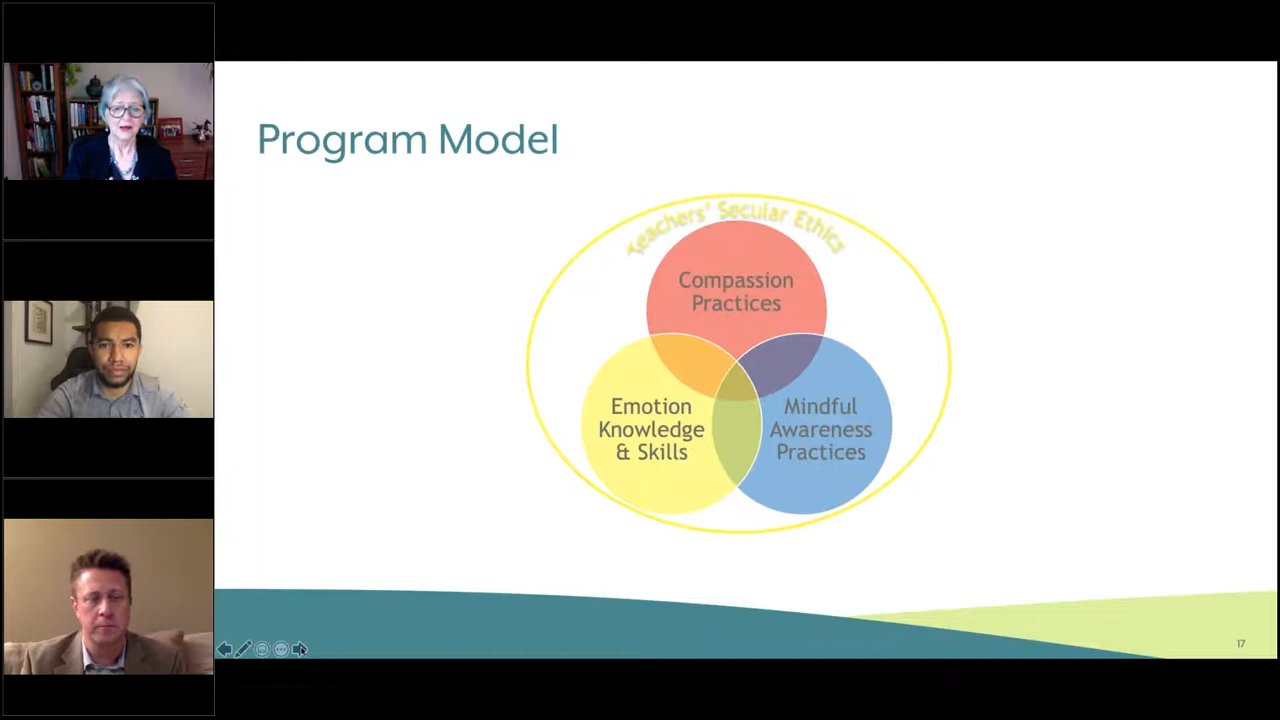 Program Model
Teachers' Secular Ethics
Compassion
Practices
Emotion
Knowledge
& Skills
Mindful
Awareness
Practices
17